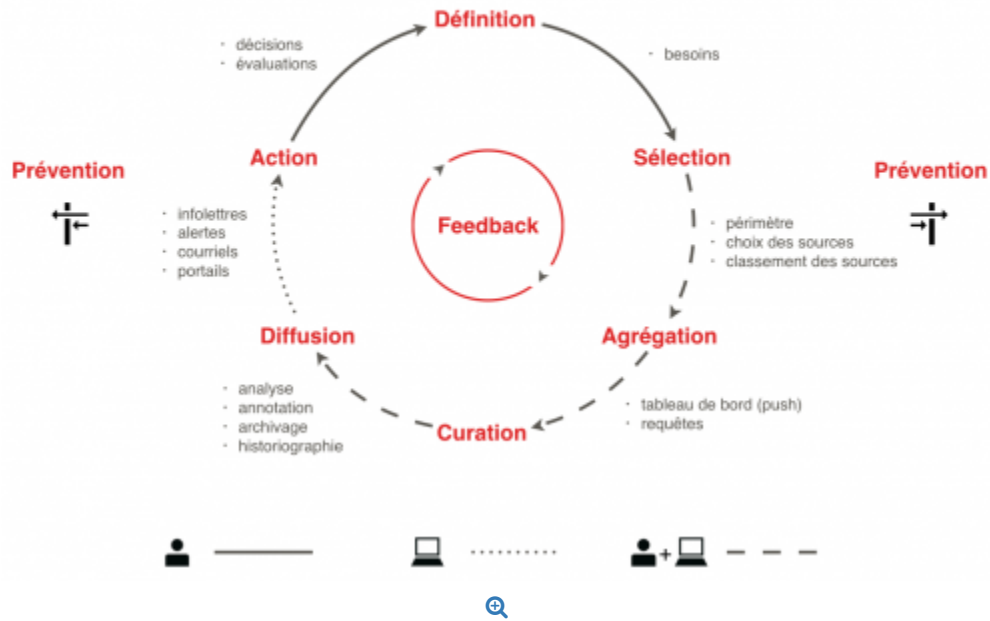 Définition
· décisions
· évaluations
· besoins
Action
Sélection
Prévention
Prévention
Feedback
· infolettres
· alertes
· courriels
· portails
· périmètre
· choix des sources
· classement des sources
Diffusion
Agrégation
· analyse
· annotation
· archivage
· historiographie
· tableau de bord (push)
· requêtes
Curation
+